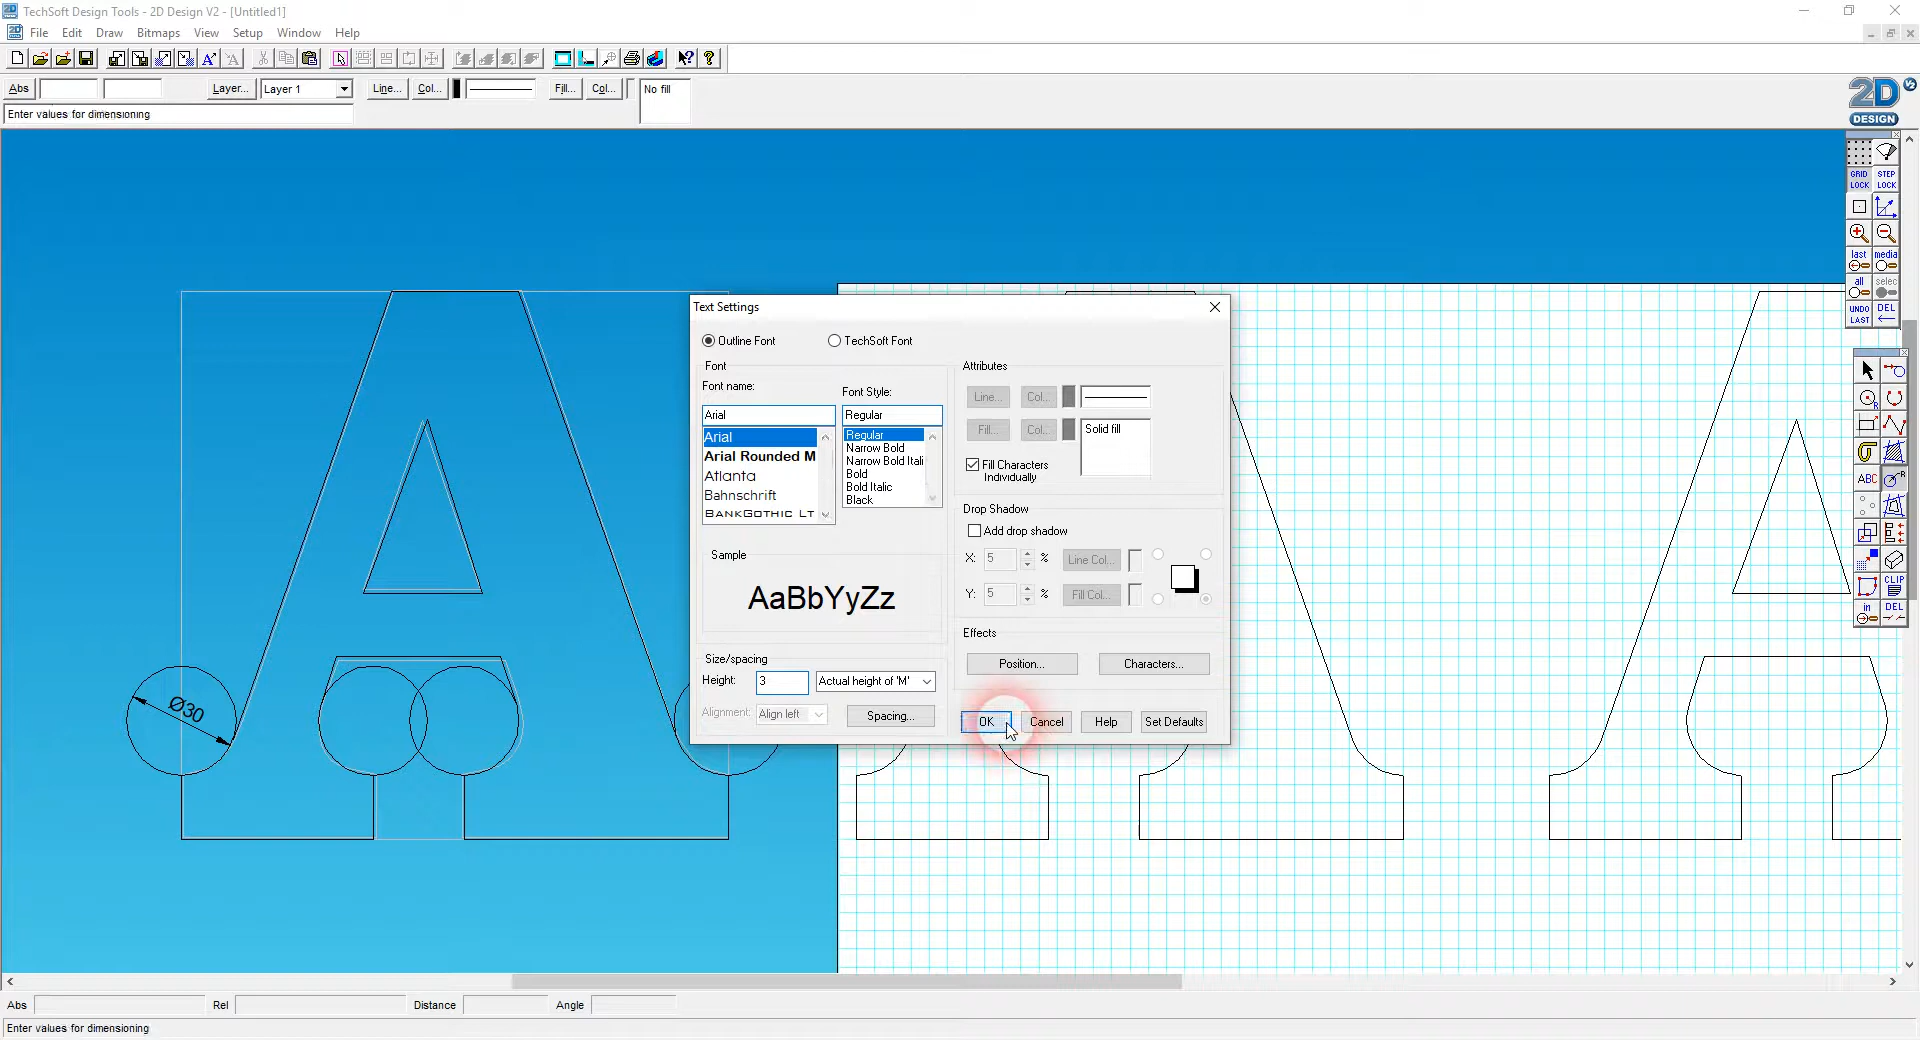 TechSoft Design Tools - 2D Design V2 - [Untitled1]
File Edit Draw Bitmaps View Setup Window Help
Abs Layer... Layer 1 Line... Col... Fill... Col... No fill
Enter values for dimensioning
2D V2
DESIGN
GRID LOCK STEP LOCK
last media
all selec
UNDO LAST DEL
ABC
CLIP
in DEL
Ø30
Text Settings
Outline Font TechSoft Font
Font
Font name: Font Style:
Arial Regular
Arial Regular
Arial Rounded M Narrow Bold
Atlanta Narrow Bold Itali
Bahnschrift Bold
BankGothic Lt Bold Italic
Black
Sample
AaBbYyZz
Size/spacing
Height: 3 Actual height of 'M'
Alignment: Align left Spacing...
Attributes
Line... Col...
Fill... Col... Solid fill
Fill Characters
Individually
Drop Shadow
Add drop shadow
X: 5 % Line Col...
Y: 5 % Fill Col...
Effects
Position... Characters...
OK Cancel Help Set Defaults
Abs Rel Distance Angle
Enter values for dimensioning